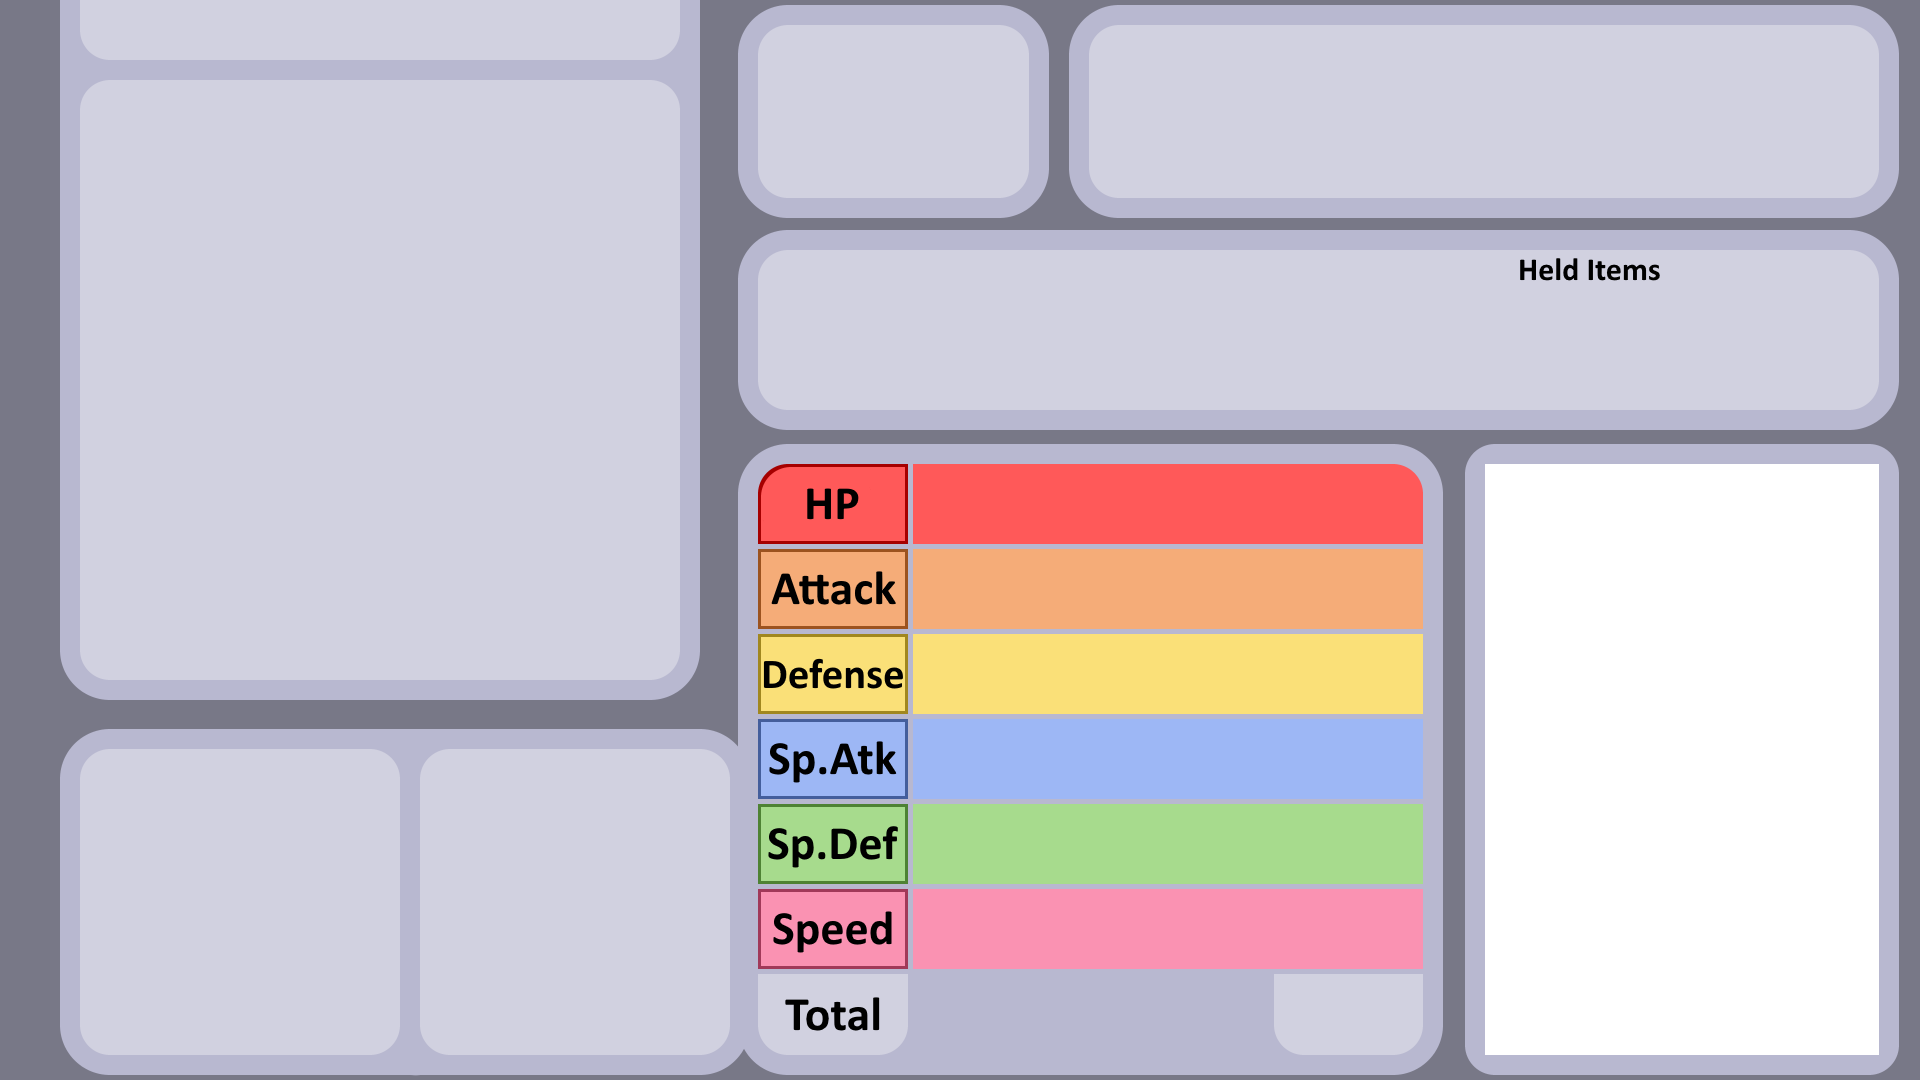 Held Items
HP
Attack
Defense
Sp.Atk
Sp.Def
Speed
Total